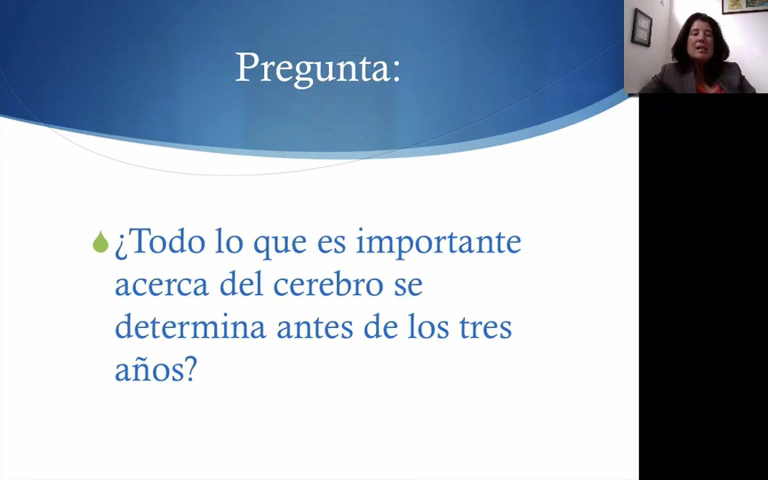 Pregunta:
¿Todo lo que es importante
acerca del cerebro se
determina antes de los tres
años?